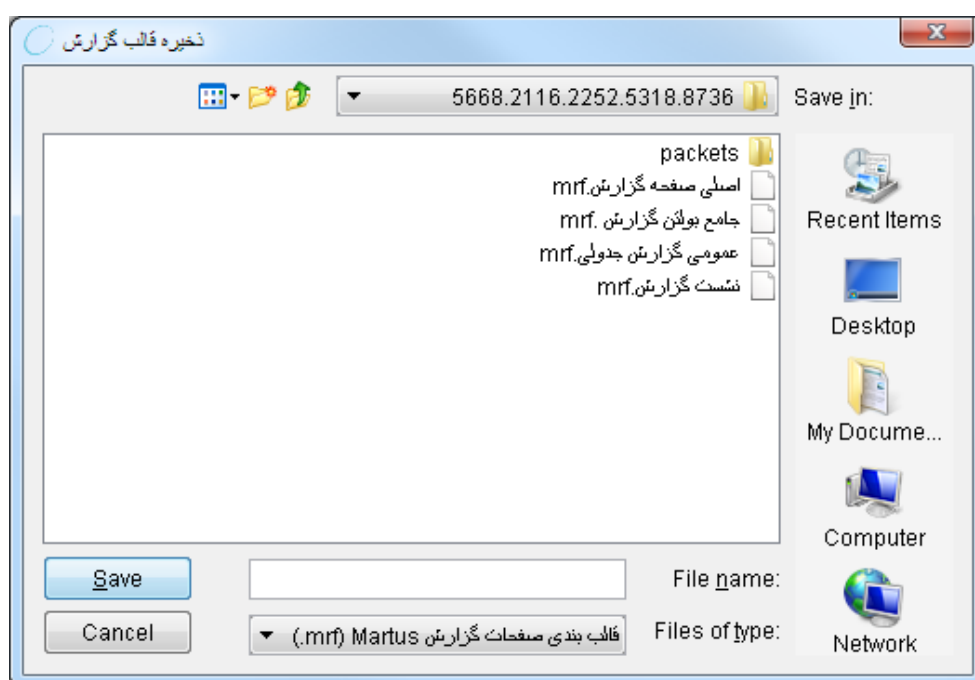 ذخیره قالب گزارش
Save in:
5668.2116.2252.5318.8736
packets
اصلی صفحه گزارش.mrf
جامع بولتن گزارش .mrf
عمومی گزارش جدولی.mrf
نشست گزارش.mrf
Recent Items
Desktop
My Docume...
Computer
Network
File name:
Save
Files of type:
قالب بندی صفحات گزارش Martus (.mrf)
Cancel